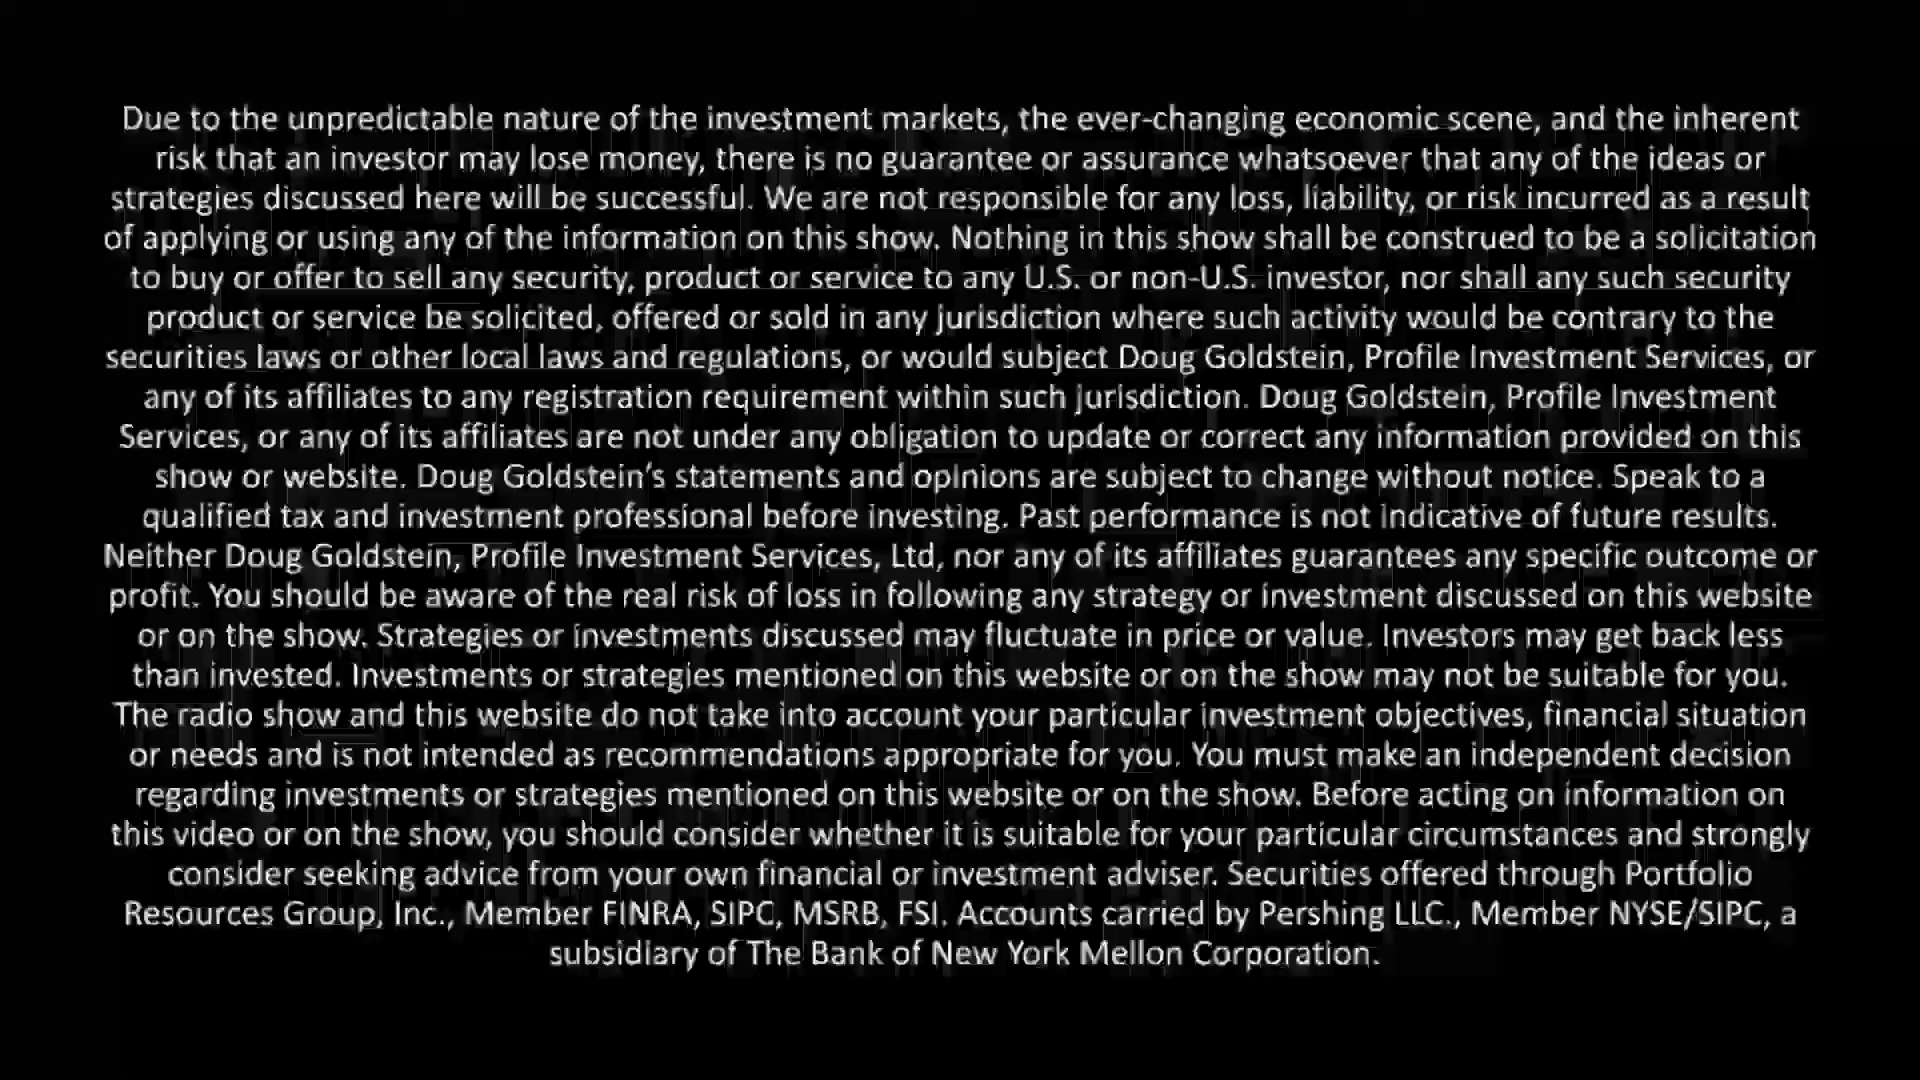 Due to the unpredictable nature of the investment markets, the ever-changing economic scene, and the inherent
risk that an investor may lose money, there is no guarantee or assurance whatsoever that any of the ideas or
strategies discussed here will be successful. We are not responsible for any loss, liability, or risk incurred as a result
of applying or using any of the information on this show. Nothing in this show shall be construed to be a solicitation
to buy or offer to sell any security, product or service to any U.S. or non-U.S. investor, nor shall any such security
product or service be solicited, offered or sold in any jurisdiction where such activity would be contrary to the
securities laws or other local laws and regulations, or would subject Doug Goldstein, Profile Investment Services, or
any of its affiliates to any registration requirement within such jurisdiction. Doug Goldstein, Profile Investment
Services, or any of its affiliates are not under any obligation to update or correct any information provided on this
show or website. Doug Goldstein's statements and opinions are subject to change without notice. Speak to a
qualified tax and investment professional before investing. Past performance is not indicative of future results.
Neither Doug Goldstein, Profile Investment Services, Ltd, nor any of its affiliates guarantees any specific outcome or
profit. You should be aware of the real risk of loss in following any strategy or investment discussed on this website
or on the show. Strategies or investments discussed may fluctuate in price or value. Investors may get back less
than invested. Investments or strategies mentioned on this website or on the show may not be suitable for you.
The radio show and this website do not take into account your particular investment objectives, financial situation
or needs and is not intended as recommendations appropriate for you. You must make an independent decision
regarding investments or strategies mentioned on this website or on the show. Before acting on information on
this video or on the show, you should consider whether it is suitable for your particular circumstances and strongly
consider seeking advice from your own financial or investment adviser. Securities offered through Portfolio
Resources Group, Inc., Member FINRA, SIPC, MSRB, FSI. Accounts carried by Pershing LLC., Member NYSE/SIPC, a
subsidiary of The Bank of New York Mellon Corporation.